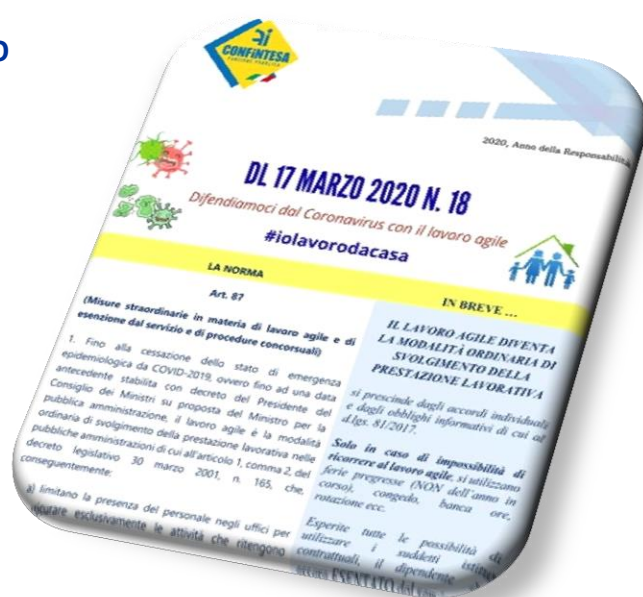 O
CONFINTESA
FUNZIONE PUBBLICA
2020, Anno della Responsabilità
DL 17 MARZO 2020 N. 18
Difendiamoci dal Coronavirus con il lavoro agile
#iolavorodacasa
LA NORMA
Art. 87
(Misure straordinarie in materia di lavoro agile e di
esenzione dal servizio e di procedure concorsuali)
1. Fino alla cessazione dello stato di emergenza
epidemiologica da COVID-2019, ovvero fino ad una data
antecedente stabilita con decreto del Presidente del
Consiglio dei Ministri su proposta del Ministro per la
pubblica amministrazione, il lavoro agile è la modalità
ordinaria di svolgimento della prestazione lavorativa nelle
pubbliche amministrazioni di cui all'articolo 1, comma 2, del
decreto legislativo 30 marzo 2001, n. 165, che,
conseguentemente:
a) limitano la presenza del personale negli uffici per
esclusivamente le attività che ritengono
IN BREVE ...
IL LAVORO AGILE DIVENTA
LA MODALITÀ ORDINARIA DI
SVOLGIMENTO DELLA
PRESTAZIONE LAVORATIVA
si prescinde dagli accordi individuali
e dagli obblighi informativi di cui al
d.lgs. 81/2017.
Solo in caso di impossibilità di
ricorrere al lavoro agile, si utilizzano
ferie pregresse (NON dell'anno in
corso), congedo, banca ore,
rotazione ecc.
Esperite tutte le possibilità di
utilizzare i suddetti
contrattuali, il dipendente
ESENTATO dal